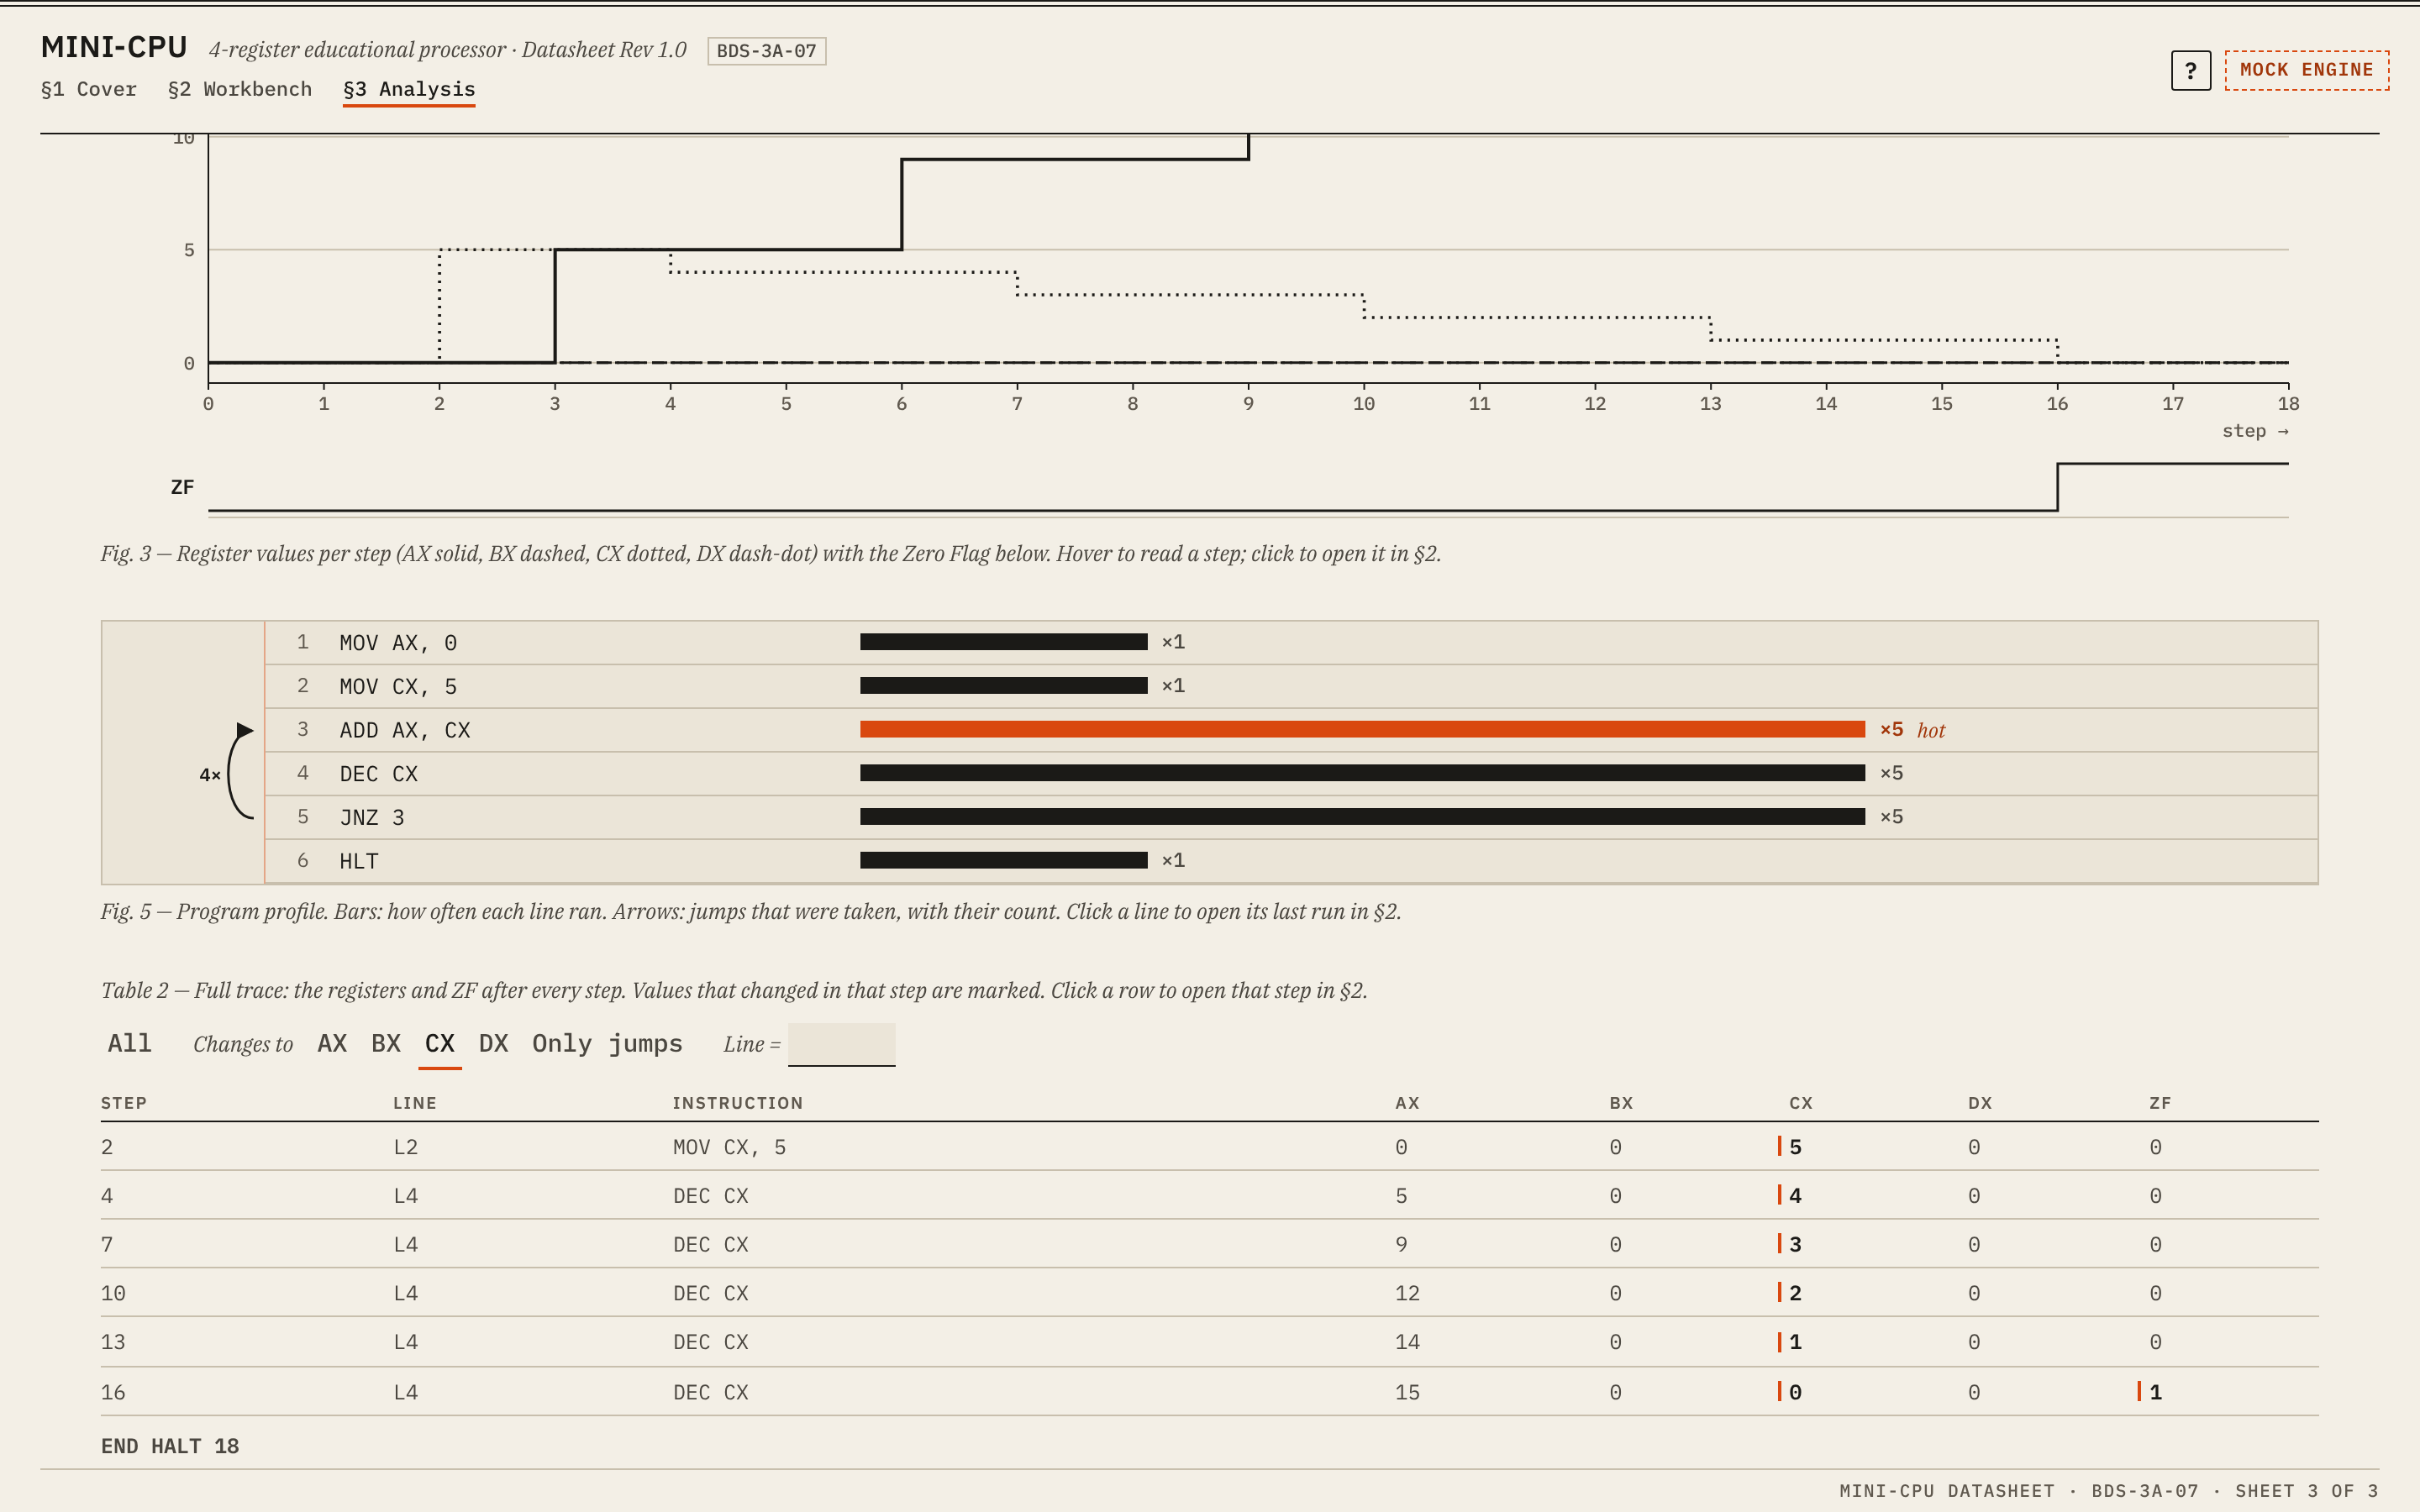 MINI-CPU 4-register educational processor · Datasheet Rev 1.0 BDS-3A-07
§1 Cover §2 Workbench §3 Analysis
? MOCK ENGINE
10
5
0
0 1 2 3 4 5 6 7 8 9 10 11 12 13 14 15 16 17 18
step →
ZF
Fig. 3 — Register values per step (AX solid, BX dashed, CX dotted, DX dash-dot) with the Zero Flag below. Hover to read a step; click to open it in §2.
1 MOV AX, 0 ×1
2 MOV CX, 5 ×1
3 ADD AX, CX ×5 hot
4× 4 DEC CX ×5
5 JNZ 3 ×5
6 HLT ×1
Fig. 5 — Program profile. Bars: how often each line ran. Arrows: jumps that were taken, with their count. Click a line to open its last run in §2.
Table 2 — Full trace: the registers and ZF after every step. Values that changed in that step are marked. Click a row to open that step in §2.
All Changes to AX BX CX DX Only jumps Line =
STEP LINE INSTRUCTION AX BX CX DX ZF
2 L2 MOV CX, 5 0 0 5 0 0
4 L4 DEC CX 5 0 4 0 0
7 L4 DEC CX 9 0 3 0 0
10 L4 DEC CX 12 0 2 0 0
13 L4 DEC CX 14 0 1 0 0
16 L4 DEC CX 15 0 0 0 1
END HALT 18
MINI-CPU DATASHEET · BDS-3A-07 · SHEET 3 OF 3